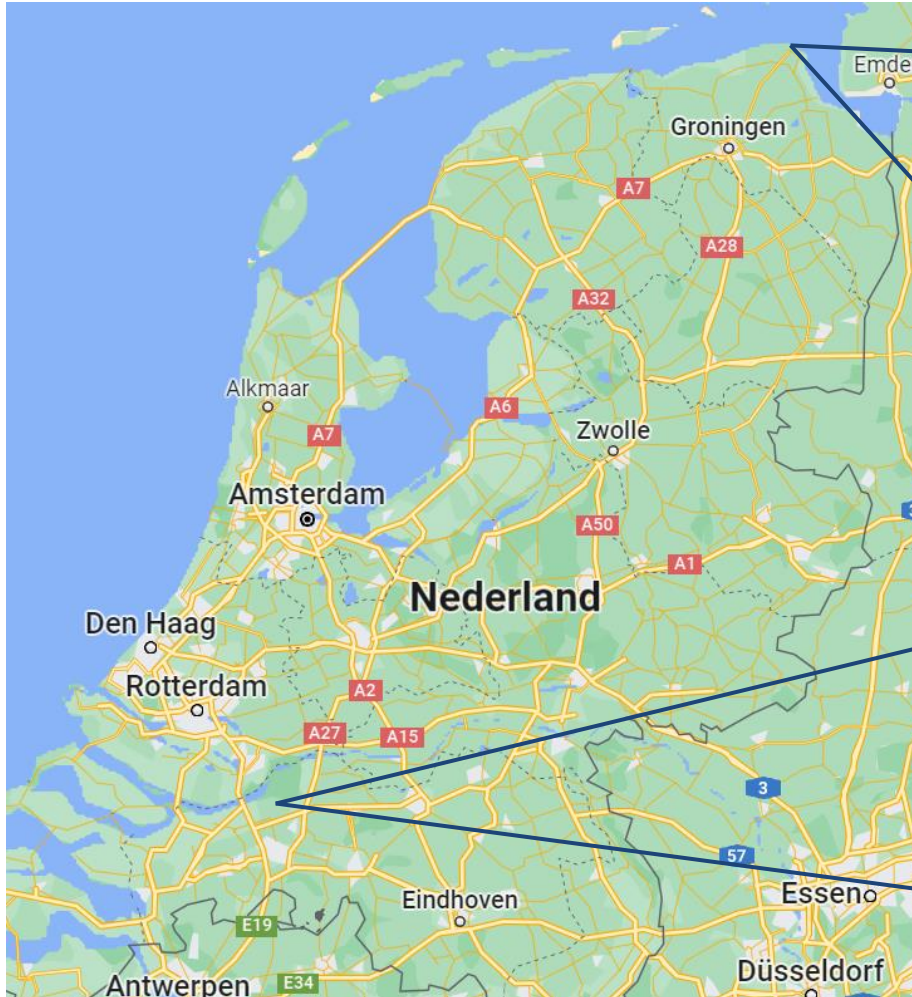 Emde
Groningen
A7
A28
A32
Alkmaar
A6
A7
Zwolle
Amsterdam
A50
3
A1
Nederland
Den Haag
Rotterdam
A2
A27
A15
3
57
Essen
Eindhoven
E19
Düsseldorf
Antwerpen
E34